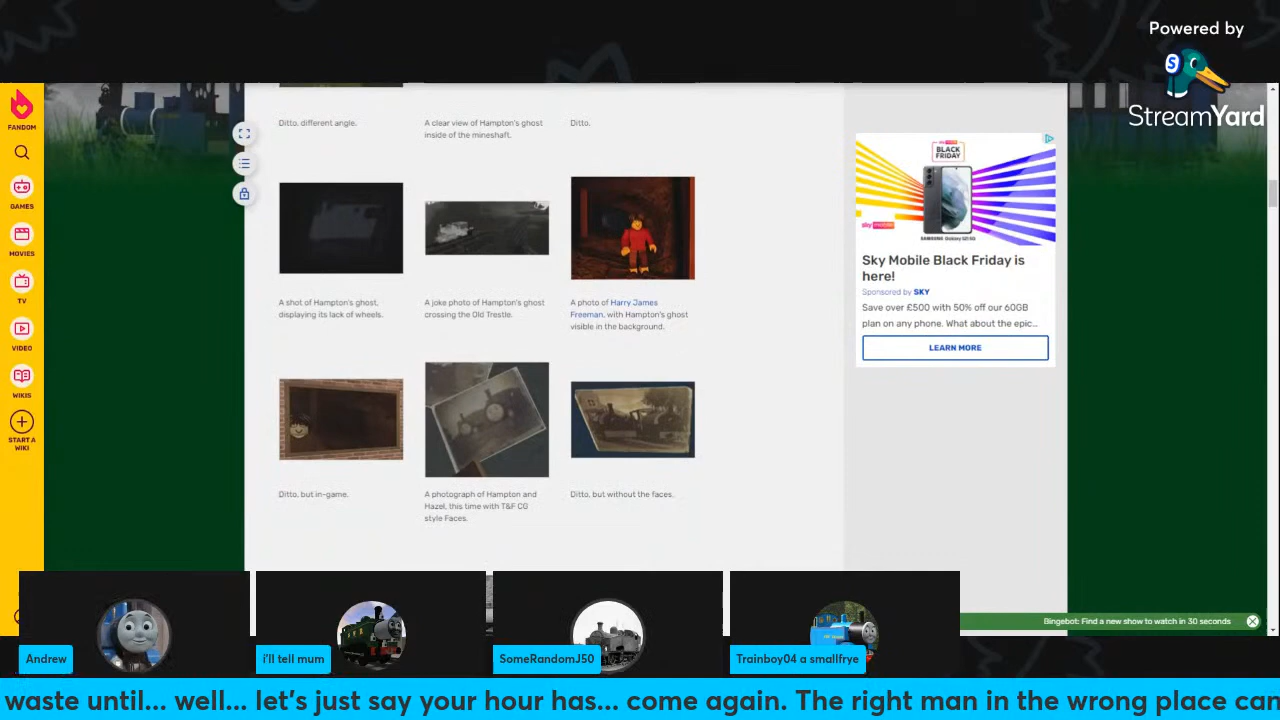 Powered by
StreamYard
FANDOM
GAMES
MOVIES
TV
VIDEO
WIKIS
START A
WIKI
Ditto, different angle.
A clear view of Hampton's ghost
inside of the mineshaft.
Ditto.
A shot of Hampton's ghost,
displaying its lack of wheels.
A joke photo of Hampton's ghost
crossing the Old Trestle.
A photo of Harry James
Freeman, with Hampton's ghost
visible in the background.
Ditto, but in-game.
A photograph of Hampton and
Hazel, this time with T&F CG
style Faces.
Ditto, but without the faces.
BLACK
FRIDAY
sky mobile
SAMSUNG Galaxy S21 5G
Sky Mobile Black Friday is
here!
Sponsored by SKY
Save over £500 with 50% off our 60GB
plan on any phone. What about the epic...
LEARN MORE
Bingebot: Find a new show to watch in 30 seconds
Andrew
i'll tell mum
SomeRandomJ50
Trainboy04 a smallfrye
waste until... well... let's just say your hour has... come again. The right man in the wrong place can